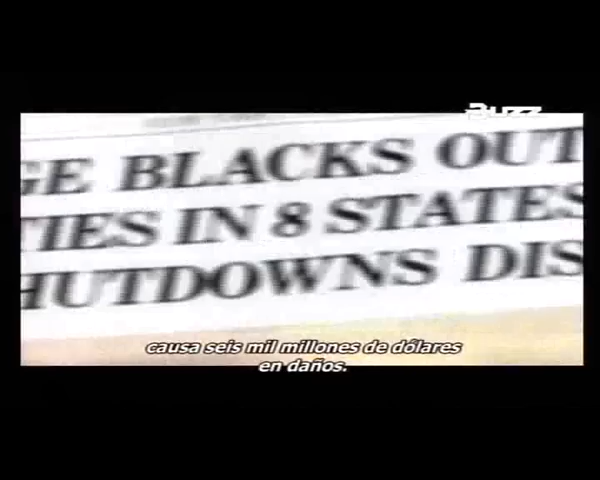 Buzz
GE BLACKS OUT
TIES IN 8 STATES
HUTDOWNS DIS
causa seis mil millones de dólares
en daños.